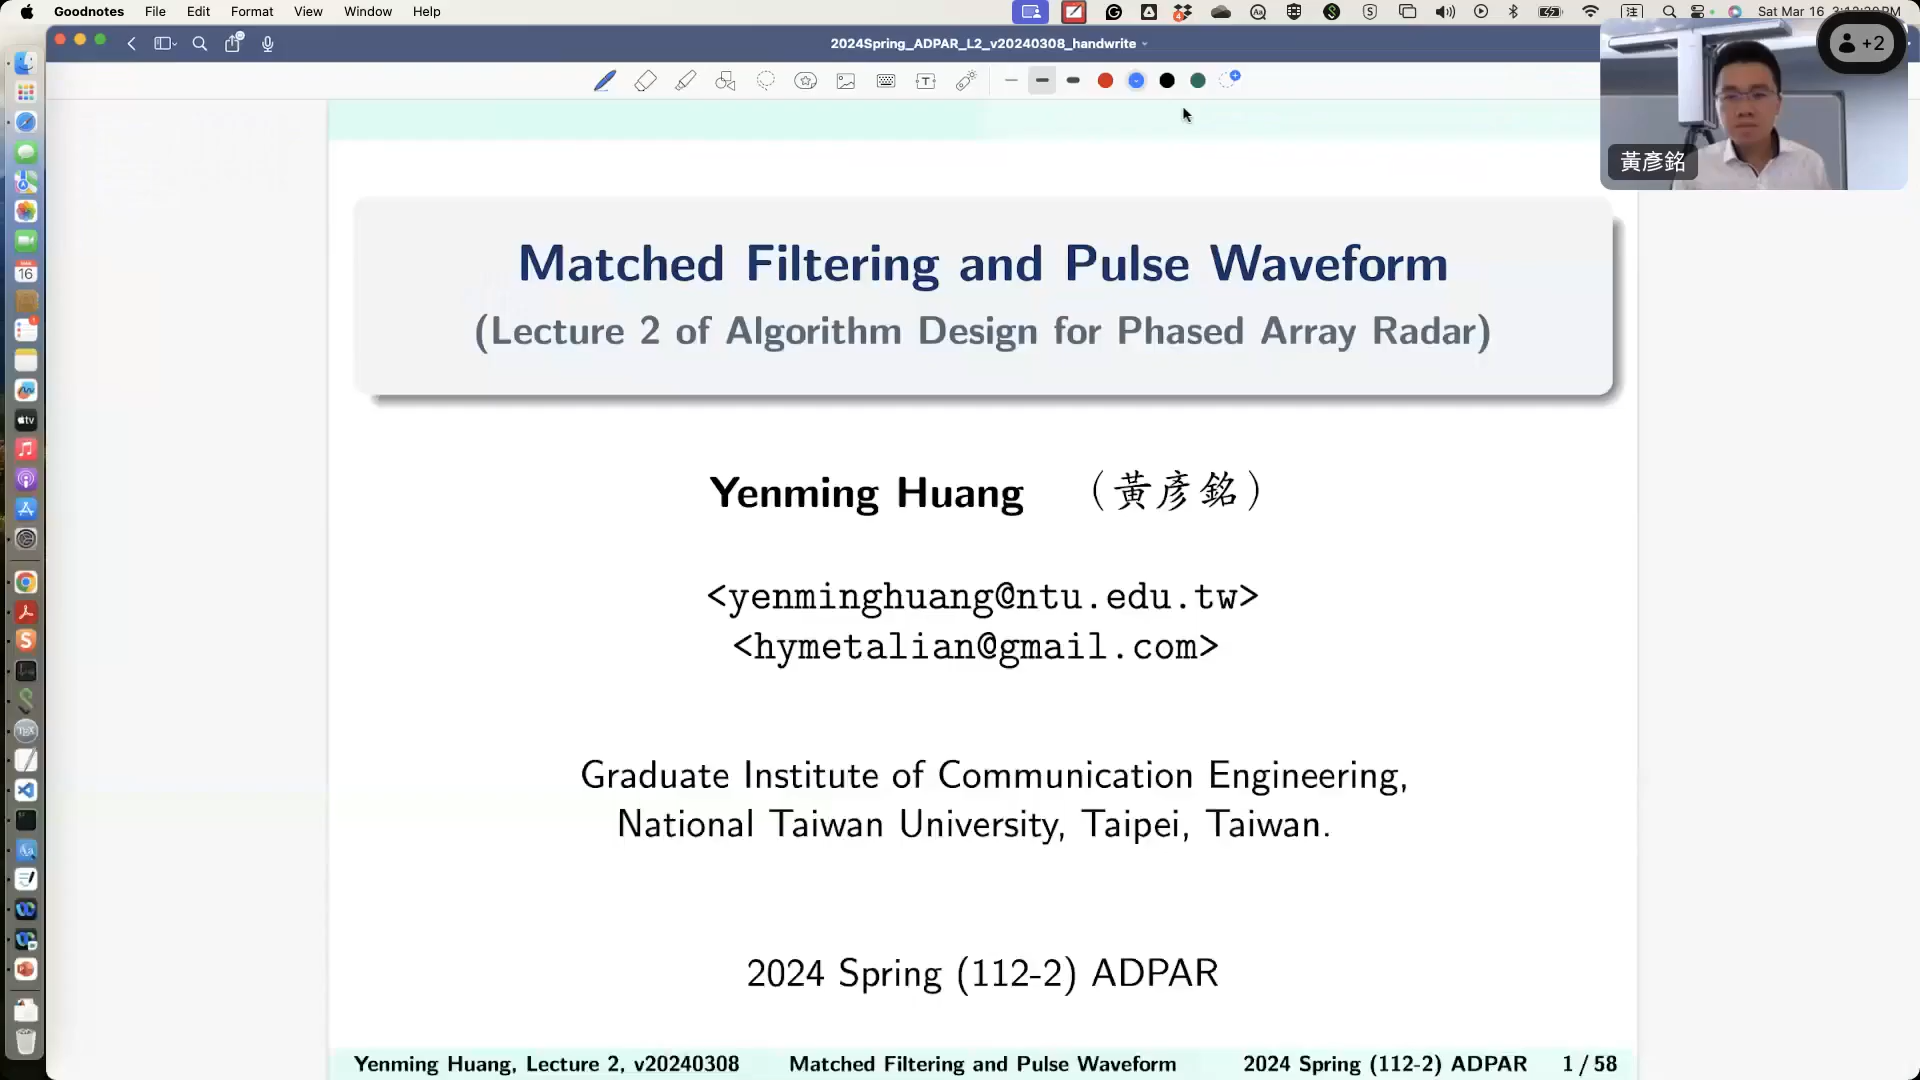 Goodnotes File Edit Format View Window Help
Sat Mar 16
2024Spring_ADPAR_L2_v20240308_handwrite
+2
黃彥銘
Matched Filtering and Pulse Waveform
(Lecture 2 of Algorithm Design for Phased Array Radar)
Yenming Huang （黃彥銘）
<yenminghuang@ntu.edu.tw>
<hymetalian@gmail.com>
Graduate Institute of Communication Engineering,
National Taiwan University, Taipei, Taiwan.
2024 Spring (112-2) ADPAR
Yenming Huang, Lecture 2, v20240308 Matched Filtering and Pulse Waveform 2024 Spring (112-2) ADPAR 1 / 58
16
tv